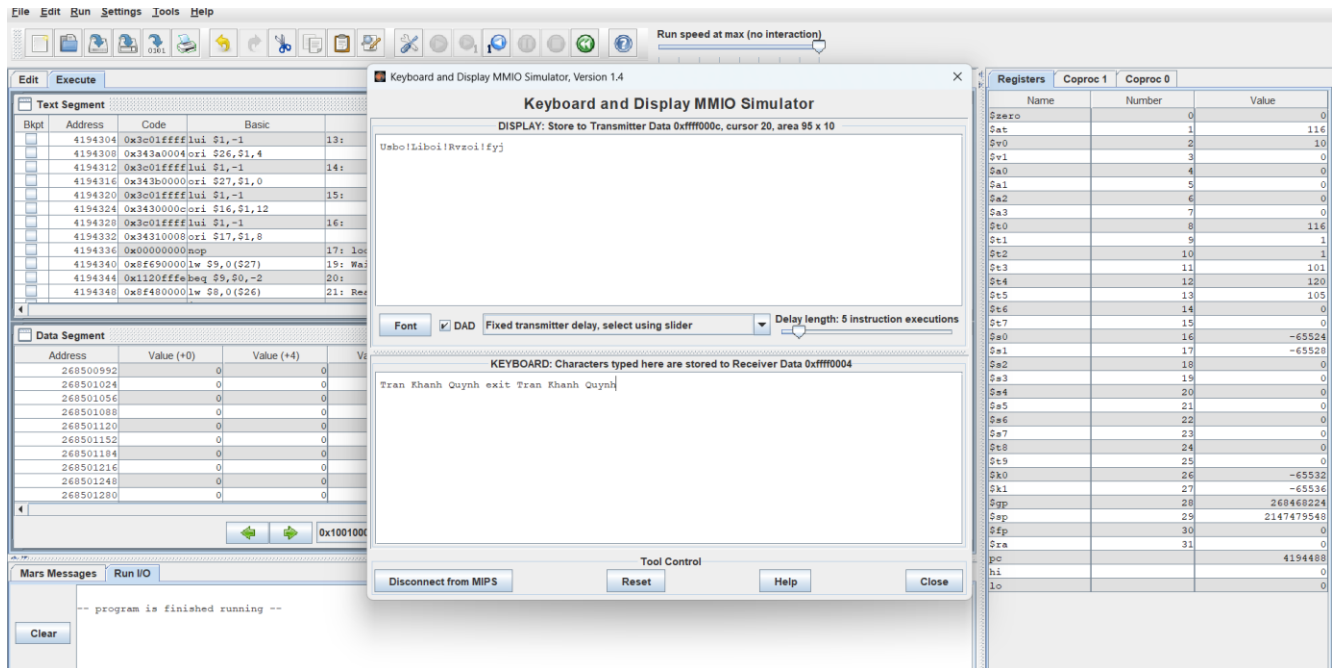 File Edit Run Settings Tools Help
Run speed at max (no interaction)
Edit Execute
Text Segment
Bkpt Address Code Basic
4194304 0x3c01ffff lui $1,-1 13:
4194308 0x343a0004 ori $26,$1,4
4194312 0x3c01ffff lui $1,-1 14:
4194316 0x343b0000 ori $27,$1,0
4194320 0x3c01ffff lui $1,-1 15:
4194324 0x3430000c ori $16,$1,12
4194328 0x3c01ffff lui $1,-1 16:
4194332 0x34310008 ori $17,$1,8
4194336 0x00000000 nop 17: loo
4194340 0x8f690000 lw $9,0($27) 19: Wai
4194344 0x1120fffe beq $9,$0,-2 20:
4194348 0x8f480000 lw $8,0($26) 21: Rea
Data Segment
Address Value (+0) Value (+4) Va
268500992 0 0
268501024 0 0
268501056 0 0
268501088 0 0
268501120 0 0
268501152 0 0
268501184 0 0
268501216 0 0
268501248 0 0
268501280 0 0
0x1001000
Mars Messages Run I/O
-- program is finished running --
Clear
Keyboard and Display MMIO Simulator, Version 1.4
Keyboard and Display MMIO Simulator
DISPLAY: Store to Transmitter Data 0xffff000c, cursor 20, area 95 x 10
Usbo!Liboi!Rvzoi!fyj
Font DAD Fixed transmitter delay, select using slider Delay length: 5 instruction executions
KEYBOARD: Characters typed here are stored to Receiver Data 0xffff0004
Tran Khanh Quynh exit Tran Khanh Quynh
Tool Control
Disconnect from MIPS Reset Help Close
Registers Coproc 1 Coproc 0
Name Number Value
$zero 0 0
$at 1 116
$v0 2 10
$v1 3 0
$a0 4 0
$a1 5 0
$a2 6 0
$a3 7 0
$t0 8 116
$t1 9 1
$t2 10 1
$t3 11 101
$t4 12 120
$t5 13 105
$t6 14 0
$t7 15 0
$s0 16 -65524
$s1 17 -65528
$s2 18 0
$s3 19 0
$s4 20 0
$s5 21 0
$s6 22 0
$s7 23 0
$t8 24 0
$t9 25 0
$k0 26 -65532
$k1 27 -65536
$gp 28 268468224
$sp 29 2147479548
$fp 30 0
$ra 31 0
pc 4194488
hi 0
lo 0